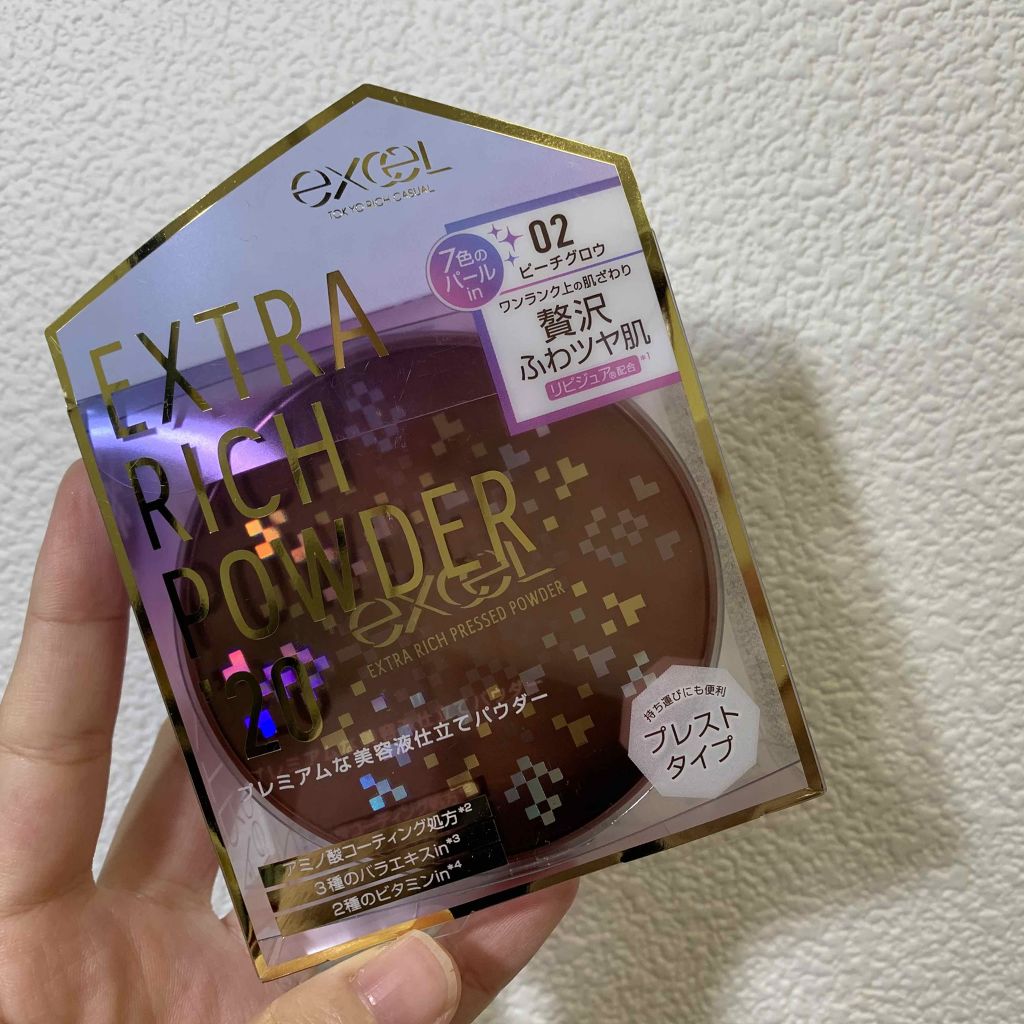 excel
TOKYO RICH CASUAL
7色の
パール
in
02
ピーチグロウ
ワンランク上の肌ざわり
贅沢
ふわツヤ肌
リピジュア®配合*1
EXTRA
RICH
POWDER
'20
excel
EXTRA RICH PRESSED POWDER
プレミアムな美容液仕立てパウダー
持ち運びにも便利
プレスト
タイプ
アミノ酸コーティング処方*2
3種のバラエキスin*3
2種のビタミンin*4